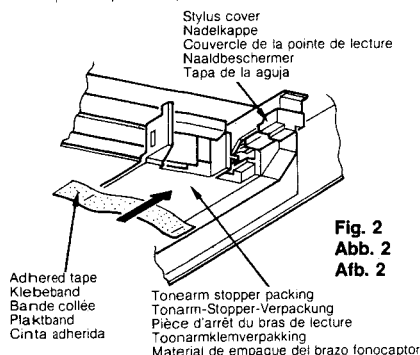 Stylus cover
Nadelkappe
Couvercle de la pointe de lecture
Naaldbeschermer
Tapa de la aguja
Fig. 2
Abb. 2
Afb. 2
Adhered tape
Klebeband
Bande collée
Plaktband
Cinta adherida
Tonearm stopper packing
Tonarm-Stopper-Verpackung
Pièce d'arrêt du bras de lecture
Toonarmklemverpakking
Material de empaque del brazo fonocaptor